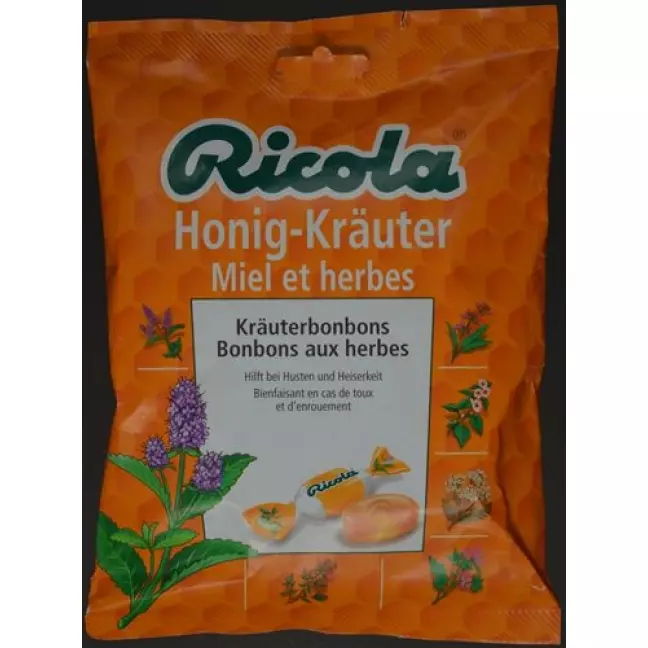 Ricola®
Honig-Kräuter
Miel et herbes
Kräuterbonbons
Bonbons aux herbes
Hilft bei Husten und Heiserkeit
Bienfaisant en cas de toux
et d'enrouement
Ricola